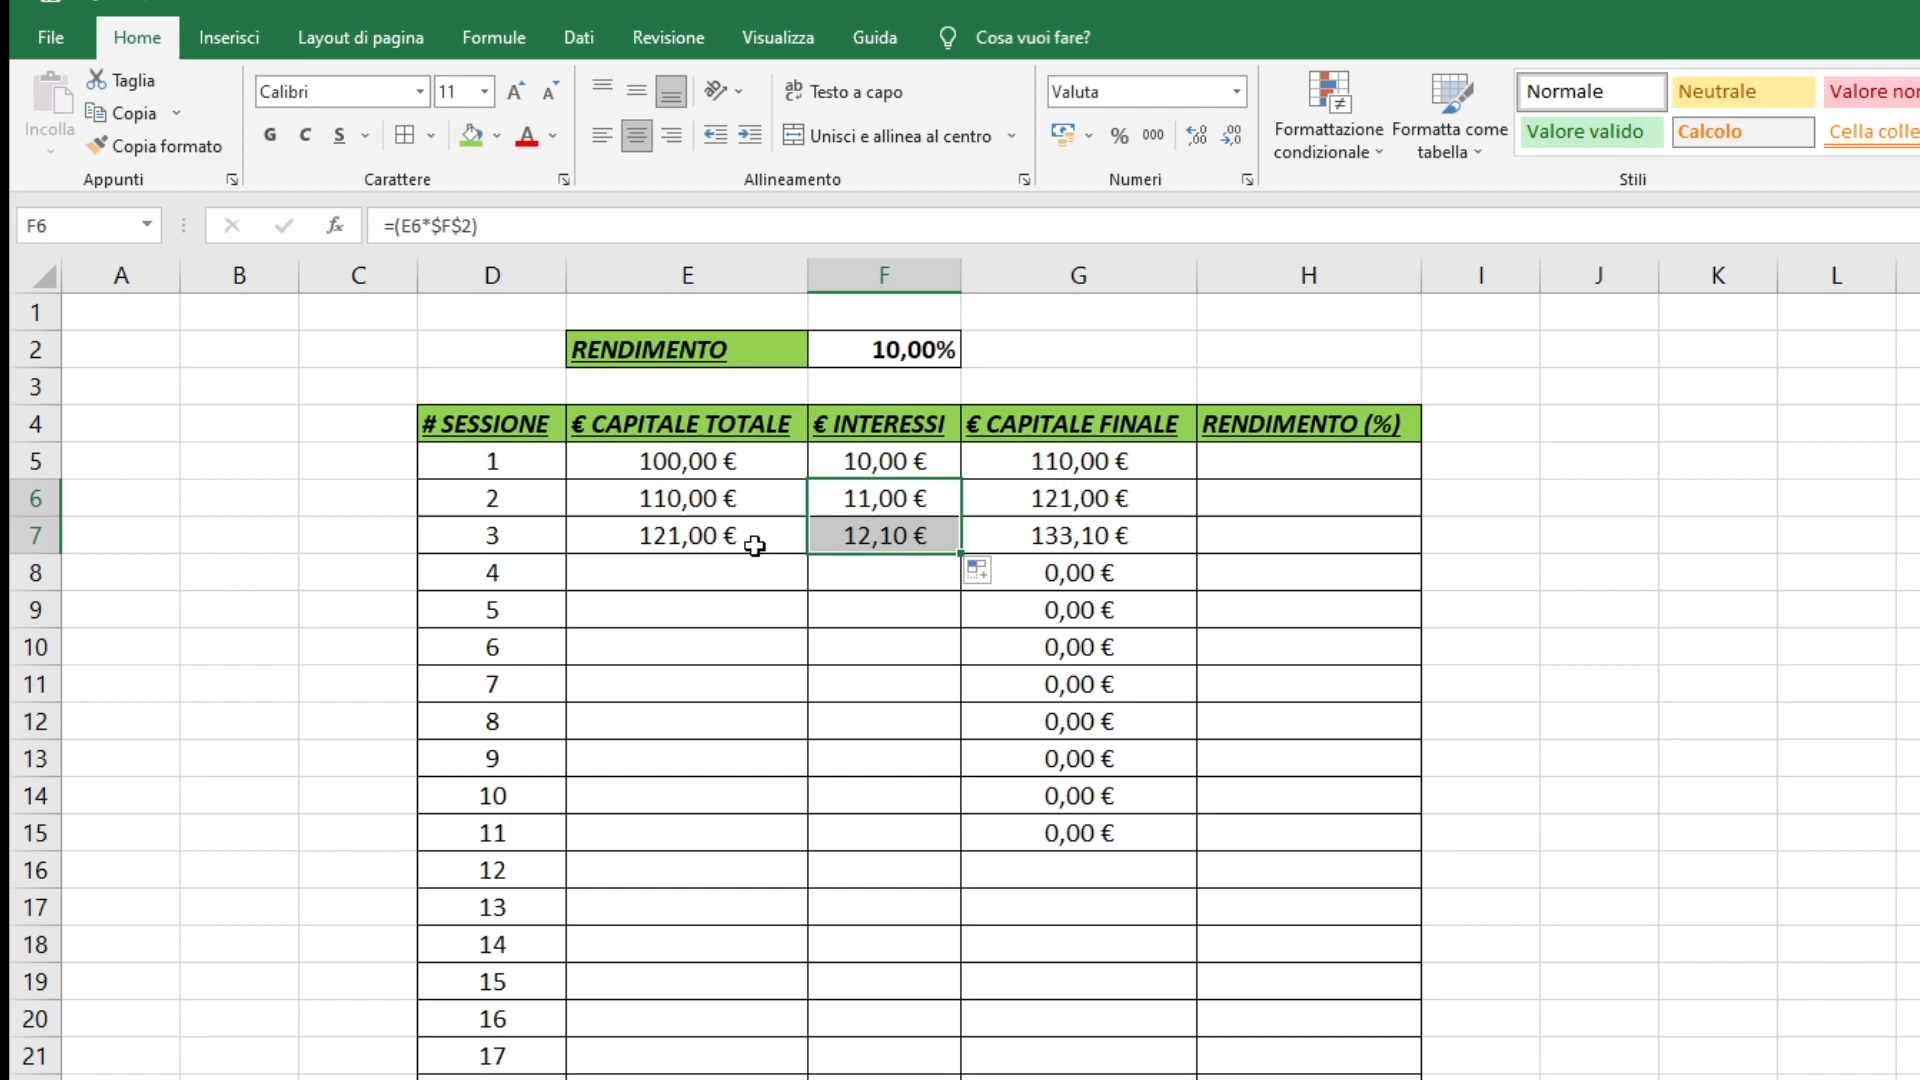 File Home Inserisci Layout di pagina Formule Dati Revisione Visualizza Guida Cosa vuoi fare?
Incolla
Taglia
Copia
Copia formato
Appunti
Calibri 11
G C S
Carattere
Testo a capo
Unisci e allinea al centro
Allineamento
Valuta
% 000
Numeri
Formattazione condizionale
Formatta come tabella
Normale Neutrale Valore non
Valore valido Calcolo Cella colle
Stili
F6 fx =(E6*$F$2)
A B C D E F G H I J K L
1
2 RENDIMENTO 10,00%
3
4 # SESSIONE € CAPITALE TOTALE € INTERESSI € CAPITALE FINALE RENDIMENTO (%)
5 1 100,00 € 10,00 € 110,00 €
6 2 110,00 € 11,00 € 121,00 €
7 3 121,00 € 12,10 € 133,10 €
8 4 0,00 €
9 5 0,00 €
10 6 0,00 €
11 7 0,00 €
12 8 0,00 €
13 9 0,00 €
14 10 0,00 €
15 11 0,00 €
16 12
17 13
18 14
19 15
20 16
21 17